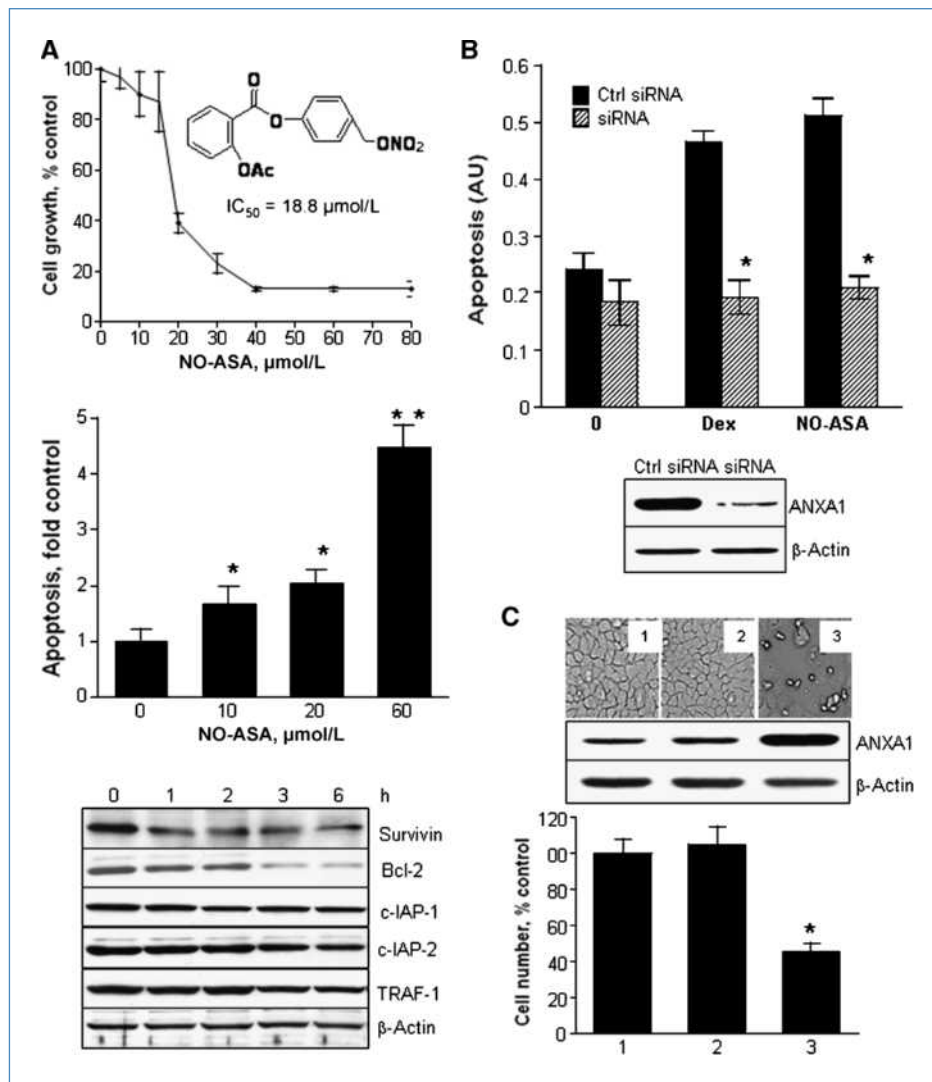 A
Cell growth, % control
100
80
60
40
20
0
O
O
OAc
ONO₂
IC₅₀ = 18.8 µmol/L
0 10 20 30 40 50 60 70 80
NO-ASA, µmol/L
Apoptosis, fold control
5
4
2
1
0
* * * *
0 10 20 60
NO-ASA, µmol/L
0 1 2 3 6 h
Survivin
Bcl-2
c-IAP-1
c-IAP-2
TRAF-1
β-Actin
B
Apoptosis (AU)
0.6
0.5
0.4
0.3
0.2
0.1
0
Ctrl siRNA
siRNA
* *
0 Dex NO-ASA
Ctrl siRNA siRNA
ANXA1
β-Actin
C
1 2 3
ANXA1
β-Actin
Cell number, % control
120
00
80
60
40
20
00
*
1 2 3